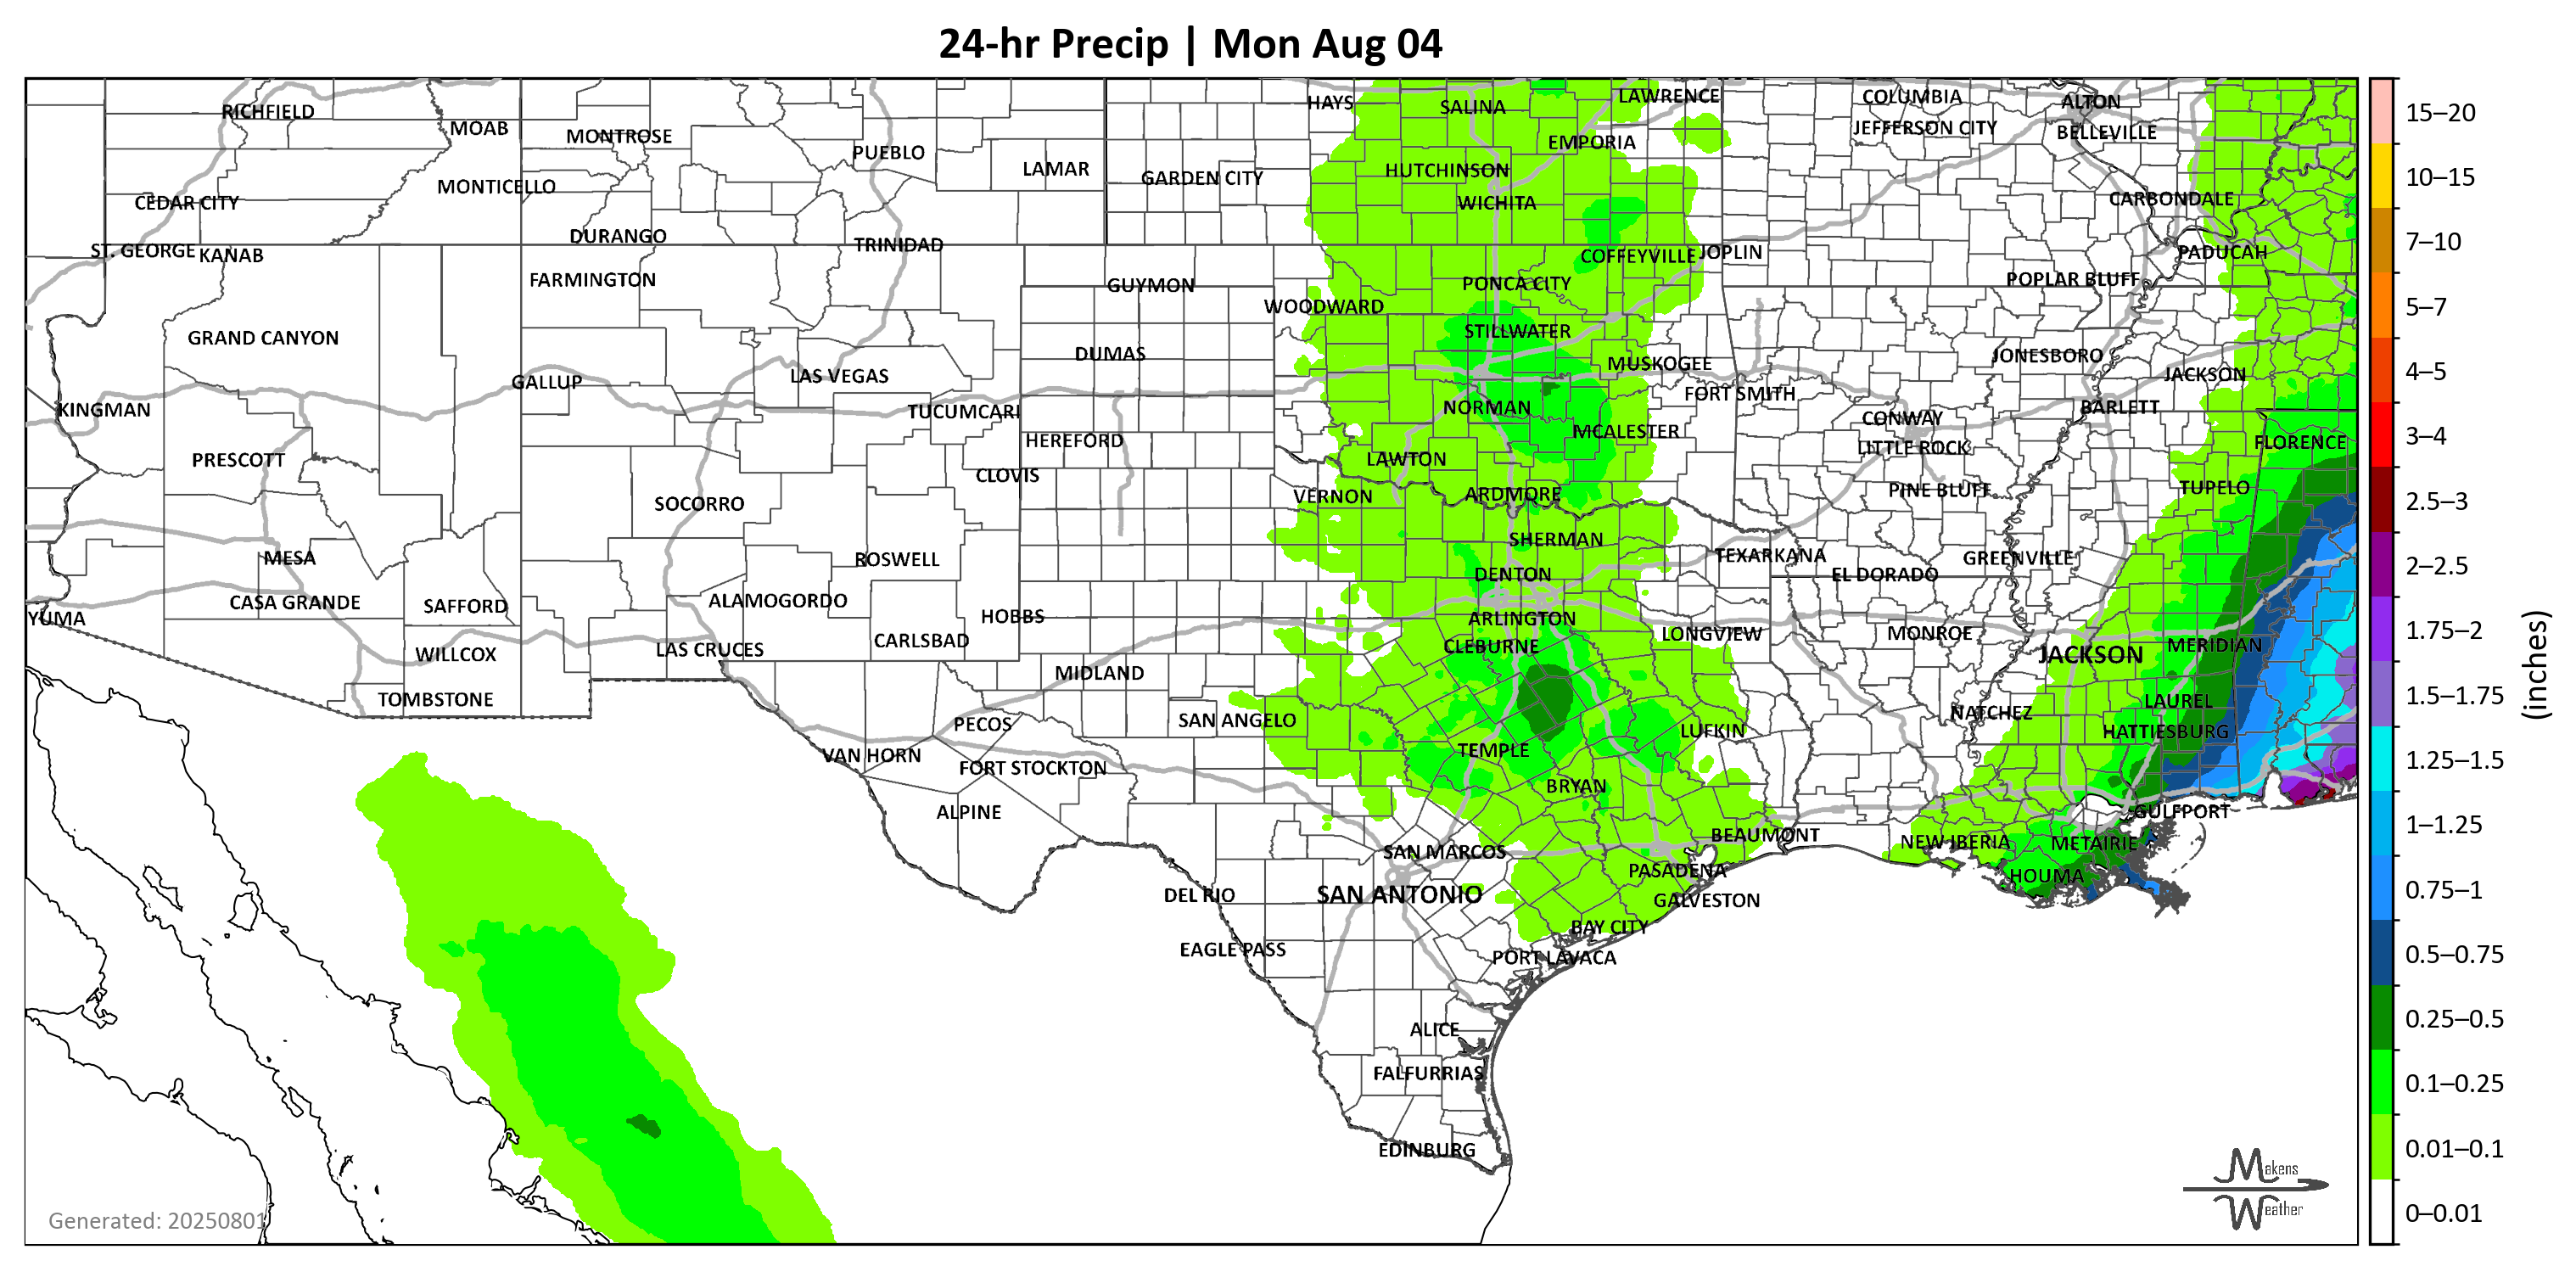 24-hr Precip | Mon Aug 04
RICHFIELD
MOAB
MONTROSE
PUEBLO
LAMAR
GARDEN CITY
HAYS
SALINA
LAWRENCE
EMPORIA
COLUMBIA
ALTON
JEFFERSON CITY
BELLEVILLE
HUTCHINSON
WICHITA
MONTICELLO
CEDAR CITY
CARBONDALE
ST. GEORGE
KANAB
DURANGO
TRINIDAD
COFFEYVILLE
JOPLIN
PADUCAH
FARMINGTON
GUYMON
PONCA CITY
POPLAR BLUFF
WOODWARD
GRAND CANYON
STILLWATER
DUMAS
MUSKOGEE
JONESBORO
GALLUP
LAS VEGAS
FORT SMITH
JACKSON
KINGMAN
TUCUMCARI
NORMAN
CONWAY
BARLETT
HEREFORD
MCALESTER
LITTLE ROCK
FLORENCE
PRESCOTT
CLOVIS
LAWTON
SOCORRO
VERNON
ARDMORE
PINE BLUFF
TUPELO
MESA
ROSWELL
SHERMAN
TEXARKANA
GREENVILLE
DENTON
EL DORADO
YUMA
CASA GRANDE
SAFFORD
ALAMOGORDO
HOBBS
ARLINGTON
CARLSBAD
CLEBURNE
LONGVIEW
MONROE
JACKSON
MERIDIAN
WILLCOX
LAS CRUCES
MIDLAND
TOMBSTONE
PECOS
SAN ANGELO
LUFKIN
NATCHEZ
LAUREL
HATTIESBURG
VAN HORN
FORT STOCKTON
TEMPLE
BRYAN
ALPINE
BEAUMONT
GULFPORT
SAN MARCOS
NEW IBERIA
METAIRIE
DEL RIO
SAN ANTONIO
PASADENA
HOUMA
GALVESTON
BAY CITY
EAGLE PASS
PORT LAVACA
ALICE
FALFURRIAS
EDINBURG
Generated: 20250801
Makens
Weather
15–20
10–15
7–10
5–7
4–5
3–4
2.5–3
2–2.5
1.75–2
1.5–1.75
1.25–1.5
1–1.25
0.75–1
0.5–0.75
0.25–0.5
0.1–0.25
0.01–0.1
0–0.01
(inches)